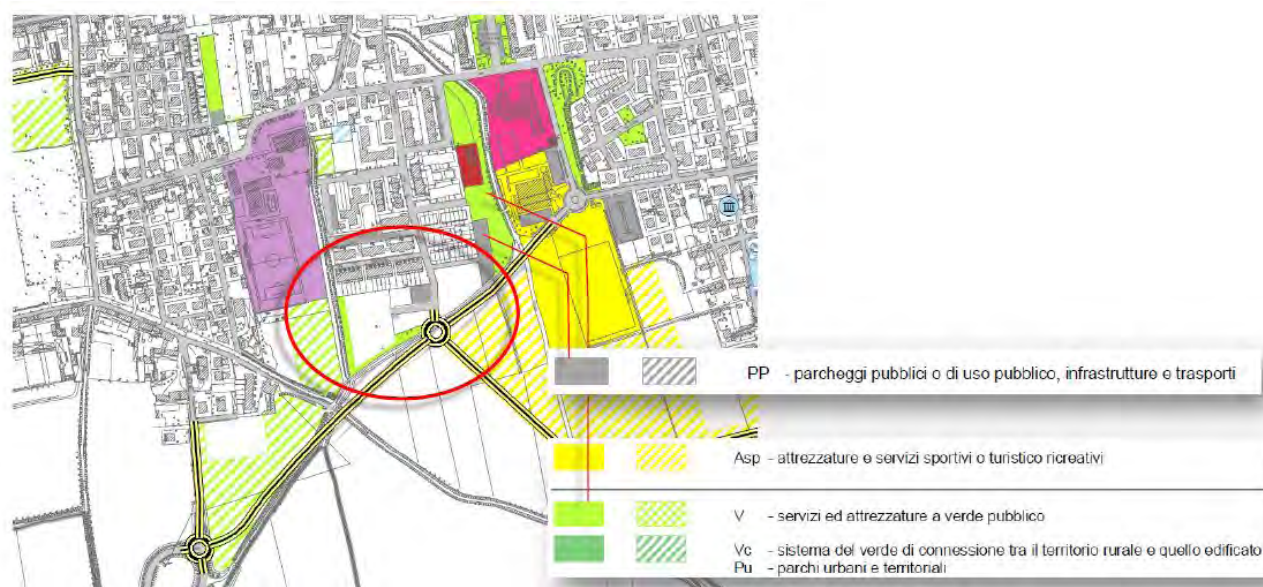 PP - parcheggi pubblici o di uso pubblico, infrastrutture e trasporti
Asp - attrezzature e servizi sportivi o turistico ricreativi
V - servizi ed attrezzature a verde pubblico
Vc - sistema del verde di connessione tra il territorio rurale e quello edificato
Pu - parchi urbani e territoriali